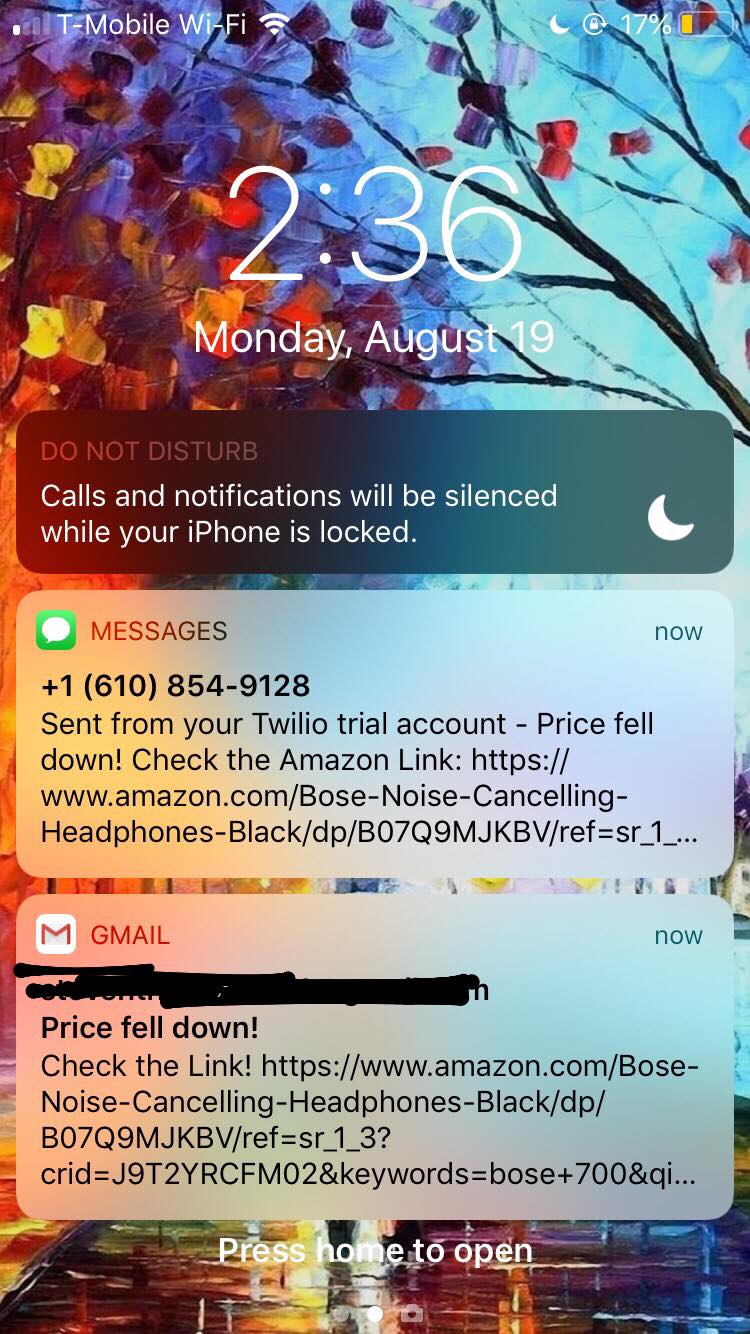 T-Mobile Wi-Fi 17%
2:36
Monday, August 19
DO NOT DISTURB
Calls and notifications will be silenced
while your iPhone is locked.
MESSAGES now
+1 (610) 854-9128
Sent from your Twilio trial account - Price fell
down! Check the Amazon Link: https://
www.amazon.com/Bose-Noise-Cancelling-
Headphones-Black/dp/B07Q9MJKBV/ref=sr_1_...
GMAIL now
Price fell down!
Check the Link! https://www.amazon.com/Bose-
Noise-Cancelling-Headphones-Black/dp/
B07Q9MJKBV/ref=sr_1_3?
crid=J9T2YRCFM02&keywords=bose+700&qi...
Press home to open